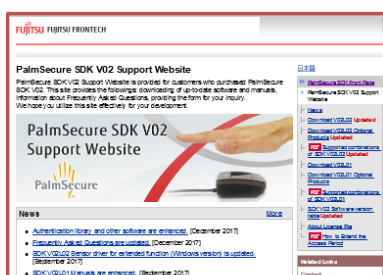 FUJITSU FUJITSU FRONTECH
PalmSecure SDK V02 Support Website
PalmSecure SDK V02 Support Website is provided for customers who purchased PalmSecure
SDK V02. This site provides the followings: downloading of up-to-date software and manuals,
information about Frequently Asked Questions, providing the form for your inquiry.
We hope you utilize this site effectively for your development.
PalmSecure SDK V02
Support Website
PalmSecure
News More
Authentication library and other software are enhanced. [December 2017]
Frequently Asked Questions are updated. [December 2017]
SDK V02L02 Sensor driver for extended function (Windows version) is updated.
[September 2017]
SDK V02L01 Manuals are enhanced. [September 2017]
日本語
PalmSecure SDK Front Page
PalmSecure SDK V02 Support
Website
News
Download V02L02 Updated
Download V02L02 Optional
Products
PDF Supported combinations
of SDK V02L02 Updated
Download V02L01
Download V02L01 Optional
Products
PDF Supported combinations
of SDK V02L01
SDK V02 Software version
table Updated
About License file
PDF How to Extend the
Access Period
Related Links
Contact